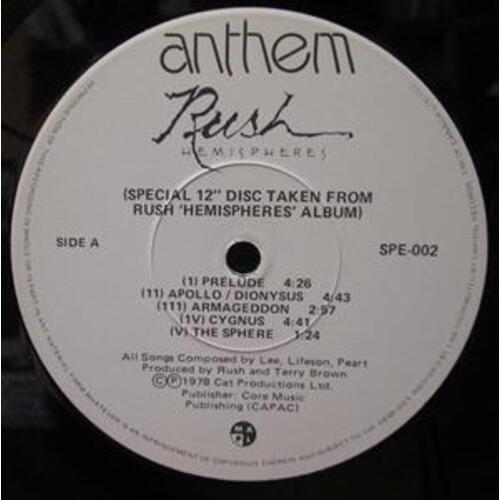 anthem
Rush
HEMISPHERES
(SPECIAL 12" DISC TAKEN FROM
RUSH 'HEMISPHERES' ALBUM)
SIDE A
SPE-002
(I) PRELUDE 4:26
(11) APOLLO / DIONYSUS 4/43
(111) ARMAGEDDON 2:57
(1V) CYGNUS 4:41
(V) THE SPHERE 1:24
All Songs Composed by Lee, Lifeson, Peart
Produced by Rush and Terry Brown
©℗1978 Cat Productions Ltd.
Publisher: Core Music
Publishing (CAPAC)